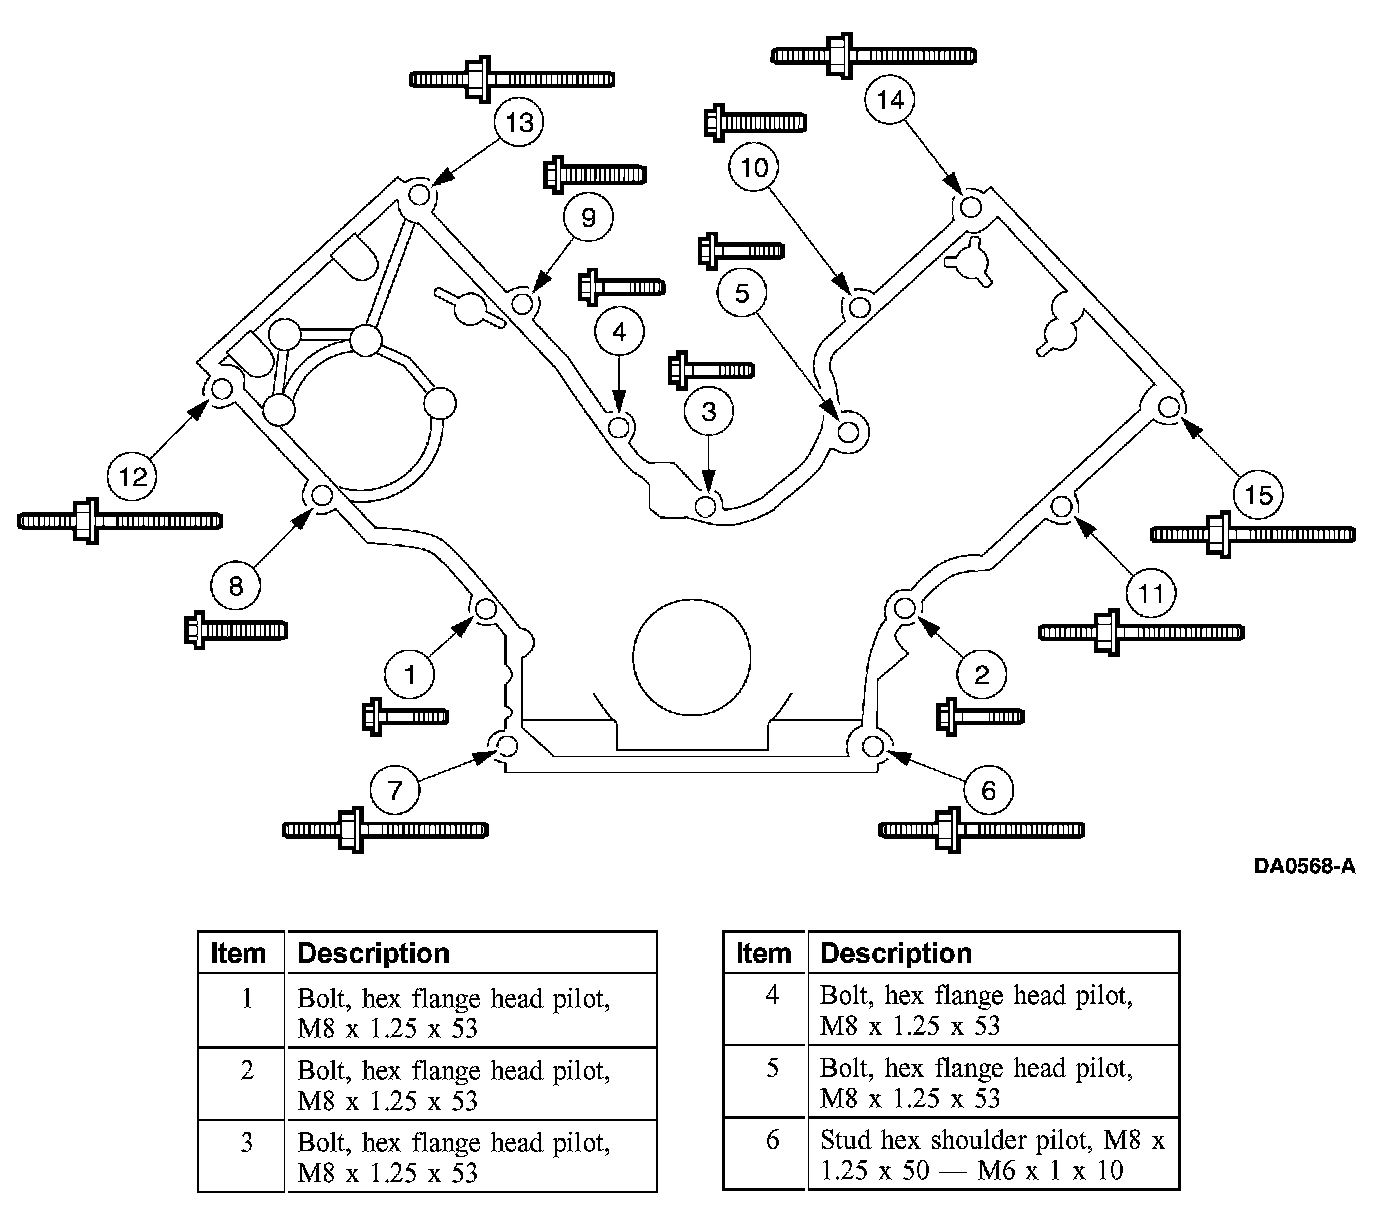 14
13
10
9
5
4
3
12
15
8
11
1
2
7
6
DA0568-A
Item Description
1 Bolt, hex flange head pilot,
M8 x 1.25 x 53
2 Bolt, hex flange head pilot,
M8 x 1.25 x 53
3 Bolt, hex flange head pilot,
M8 x 1.25 x 53
Item Description
4 Bolt, hex flange head pilot,
M8 x 1.25 x 53
5 Bolt, hex flange head pilot,
M8 x 1.25 x 53
6 Stud hex shoulder pilot, M8 x
1.25 x 50 — M6 x 1 x 10